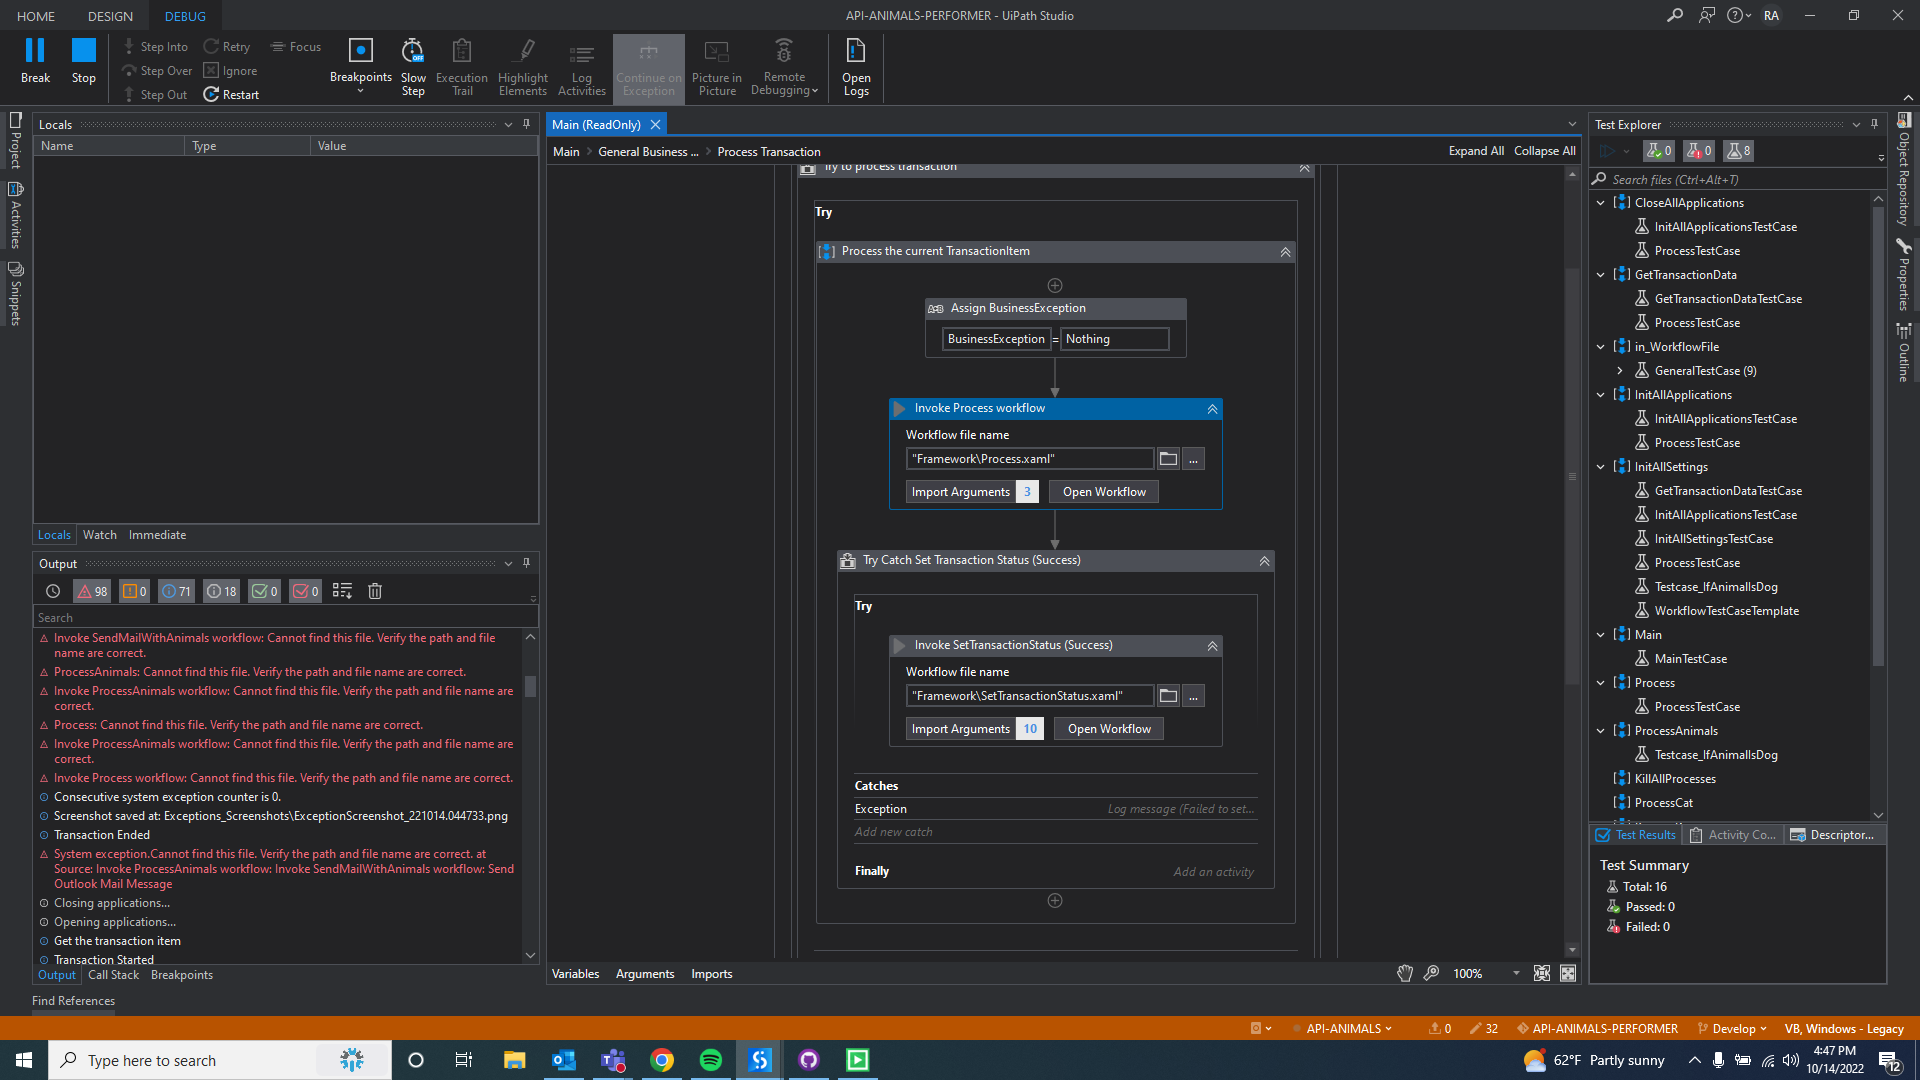 HOME DESIGN DEBUG
API-ANIMALS-PERFORMER - UiPath Studio
RA
Break
Stop
Step Into
Step Over
Step Out
Retry
Ignore
Restart
Focus
Breakpoints
Slow
Step
Execution
Trail
Highlight
Elements
Log
Activities
Continue on
Exception
Picture in
Picture
Remote
Debugging
Open
Logs
Project
Activities
Snippets
Locals
Name Type Value
Locals Watch Immediate
Output
98 0 71 18 0 0
Search
Invoke SendMailWithAnimals workflow: Cannot find this file. Verify the path and file
name are correct.
ProcessAnimals: Cannot find this file. Verify the path and file name are correct.
Invoke ProcessAnimals workflow: Cannot find this file. Verify the path and file name are
correct.
Process: Cannot find this file. Verify the path and file name are correct.
Invoke ProcessAnimals workflow: Cannot find this file. Verify the path and file name are
correct.
Invoke Process workflow: Cannot find this file. Verify the path and file name are correct.
Consecutive system exception counter is 0.
Screenshot saved at: Exceptions_Screenshots\ExceptionScreenshot_221014.044733.png
Transaction Ended
System exception.Cannot find this file. Verify the path and file name are correct. at
Source: Invoke ProcessAnimals workflow: Invoke SendMailWithAnimals workflow: Send
Outlook Mail Message
Closing applications...
Opening applications...
Get the transaction item
Transaction Started
Output Call Stack Breakpoints
Find References
Main (ReadOnly)
Main > General Business ... > Process Transaction
Expand All Collapse All
Try to process transaction
Try
Process the current TransactionItem
Assign BusinessException
BusinessException = Nothing
Invoke Process workflow
Workflow file name
"Framework\Process.xaml" ...
Import Arguments 3 Open Workflow
Try Catch Set Transaction Status (Success)
Try
Invoke SetTransactionStatus (Success)
Workflow file name
"Framework\SetTransactionStatus.xaml" ...
Import Arguments 10 Open Workflow
Catches
Exception Log message (Failed to set...
Add new catch
Finally Add an activity
Variables Arguments Imports
100%
Test Explorer
0 0 8
Search files (Ctrl+Alt+T)
CloseAllApplications
InitAllApplicationsTestCase
ProcessTestCase
GetTransactionData
GetTransactionDataTestCase
ProcessTestCase
in_WorkflowFile
GeneralTestCase (9)
InitAllApplications
InitAllApplicationsTestCase
ProcessTestCase
InitAllSettings
GetTransactionDataTestCase
InitAllApplicationsTestCase
InitAllSettingsTestCase
ProcessTestCase
Testcase_IfAnimalIsDog
WorkflowTestCaseTemplate
Main
MainTestCase
Process
ProcessTestCase
ProcessAnimals
Testcase_IfAnimalIsDog
KillAllProcesses
ProcessCat
Test Results Activity Co... Descriptor...
Test Summary
Total: 16
Passed: 0
Failed: 0
Object Repository
Properties
Outline
API-ANIMALS 0 32 API-ANIMALS-PERFORMER Develop VB, Windows - Legacy
Type here to search
62°F Partly sunny
4:47 PM
10/14/2022
12